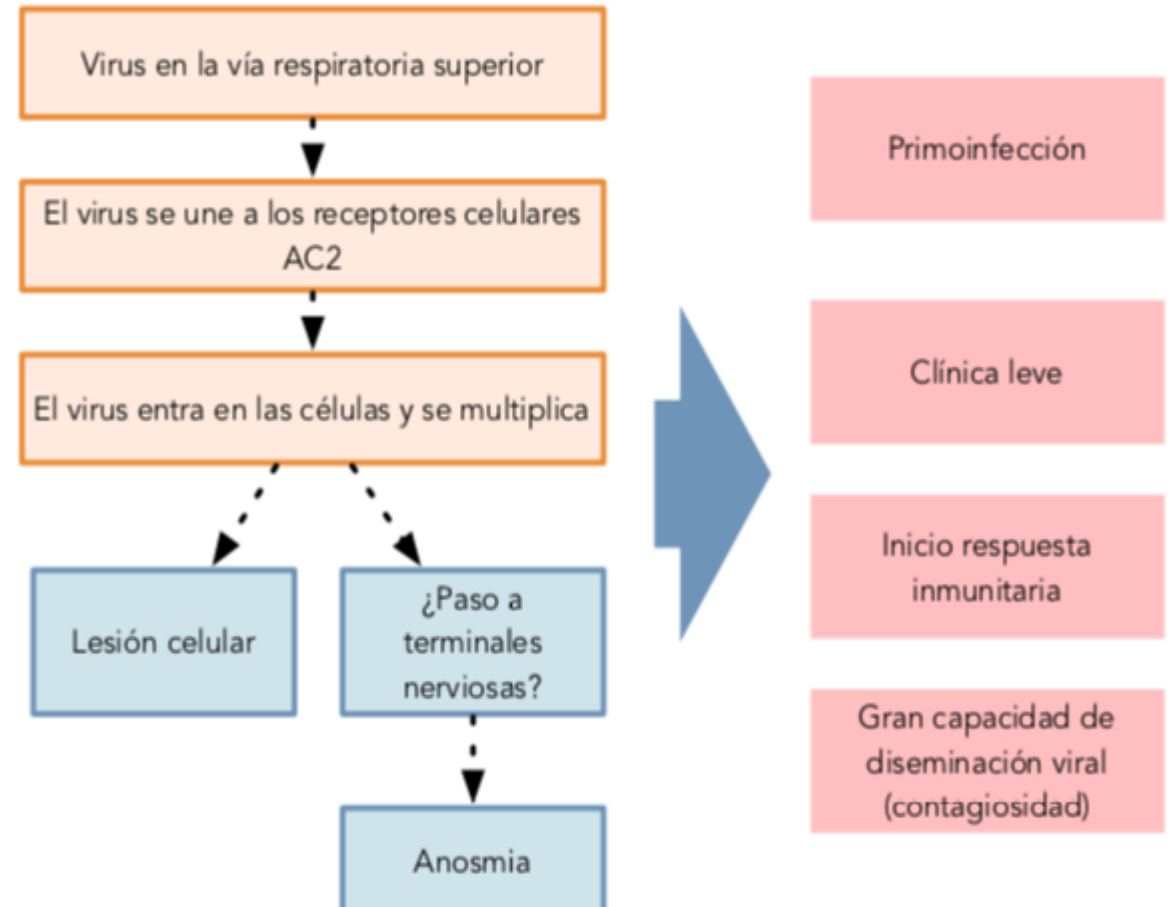 Virus en la vía respiratoria superior
El virus se une a los receptores celulares
AC2
El virus entra en las células y se multiplica
Lesión celular
¿Paso a
terminales
nerviosas?
Anosmia
Primoinfección
Clínica leve
Inicio respuesta
inmunitaria
Gran capacidad de
diseminación viral
(contagiosidad)